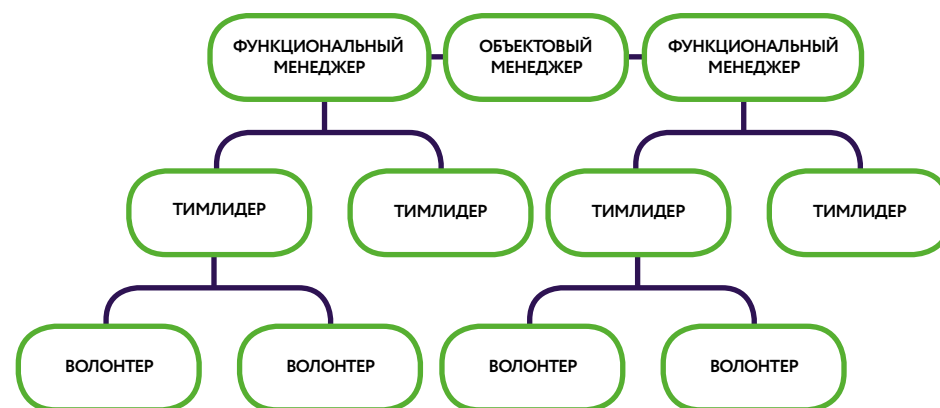 ФУНКЦИОНАЛЬНЫЙ
МЕНЕДЖЕР
ОБЪЕКТОВЫЙ
МЕНЕДЖЕР
ФУНКЦИОНАЛЬНЫЙ
МЕНЕДЖЕР
ТИМЛИДЕР
ТИМЛИДЕР
ТИМЛИДЕР
ТИМЛИДЕР
ВОЛОНТЕР
ВОЛОНТЕР
ВОЛОНТЕР
ВОЛОНТЕР